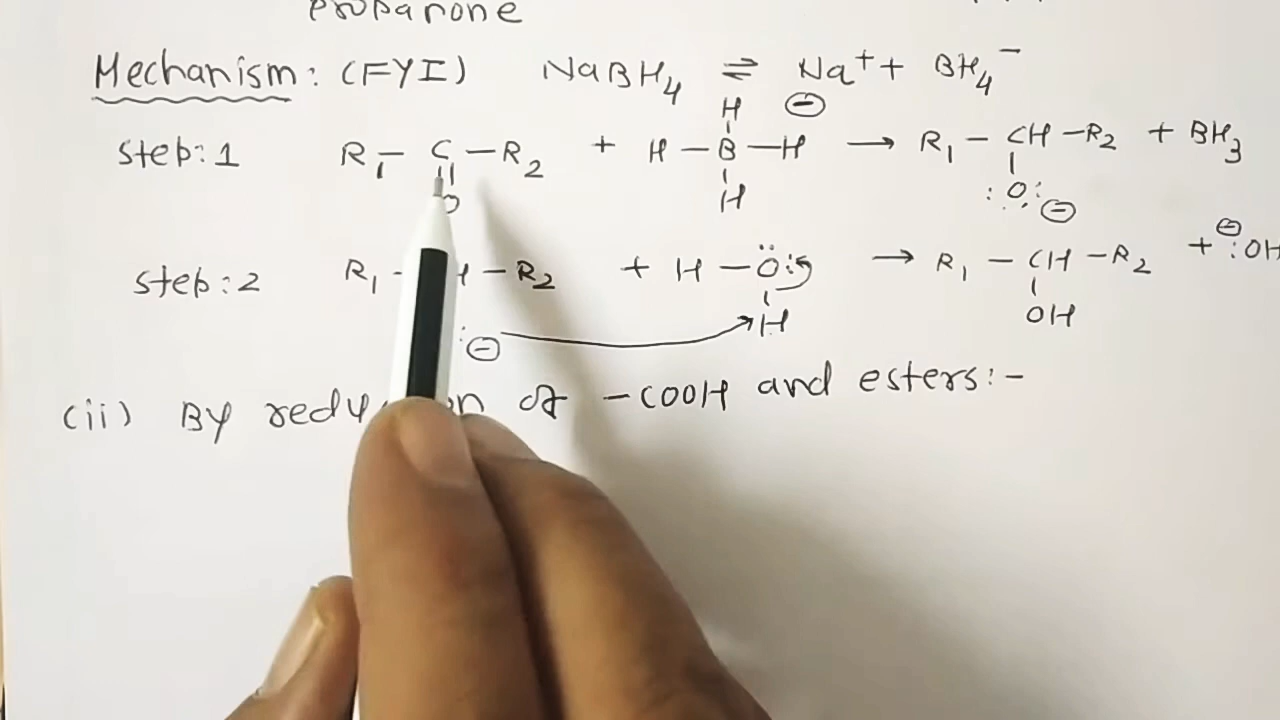 propanone
Mechanism: (FYI) NaBH4 ⇌ Na+ + BH4−
H ⊖
step:1 R1 – C – R2 + H – B – H → R1 – CH – R2 + BH3
|| | |
O H :O: ⊖
step:2 R1 – H – R2 + H – O: → R1 – CH – R2 + ⊖:OH
: ⊖ H OH
(ii) By of -COOH and esters:-